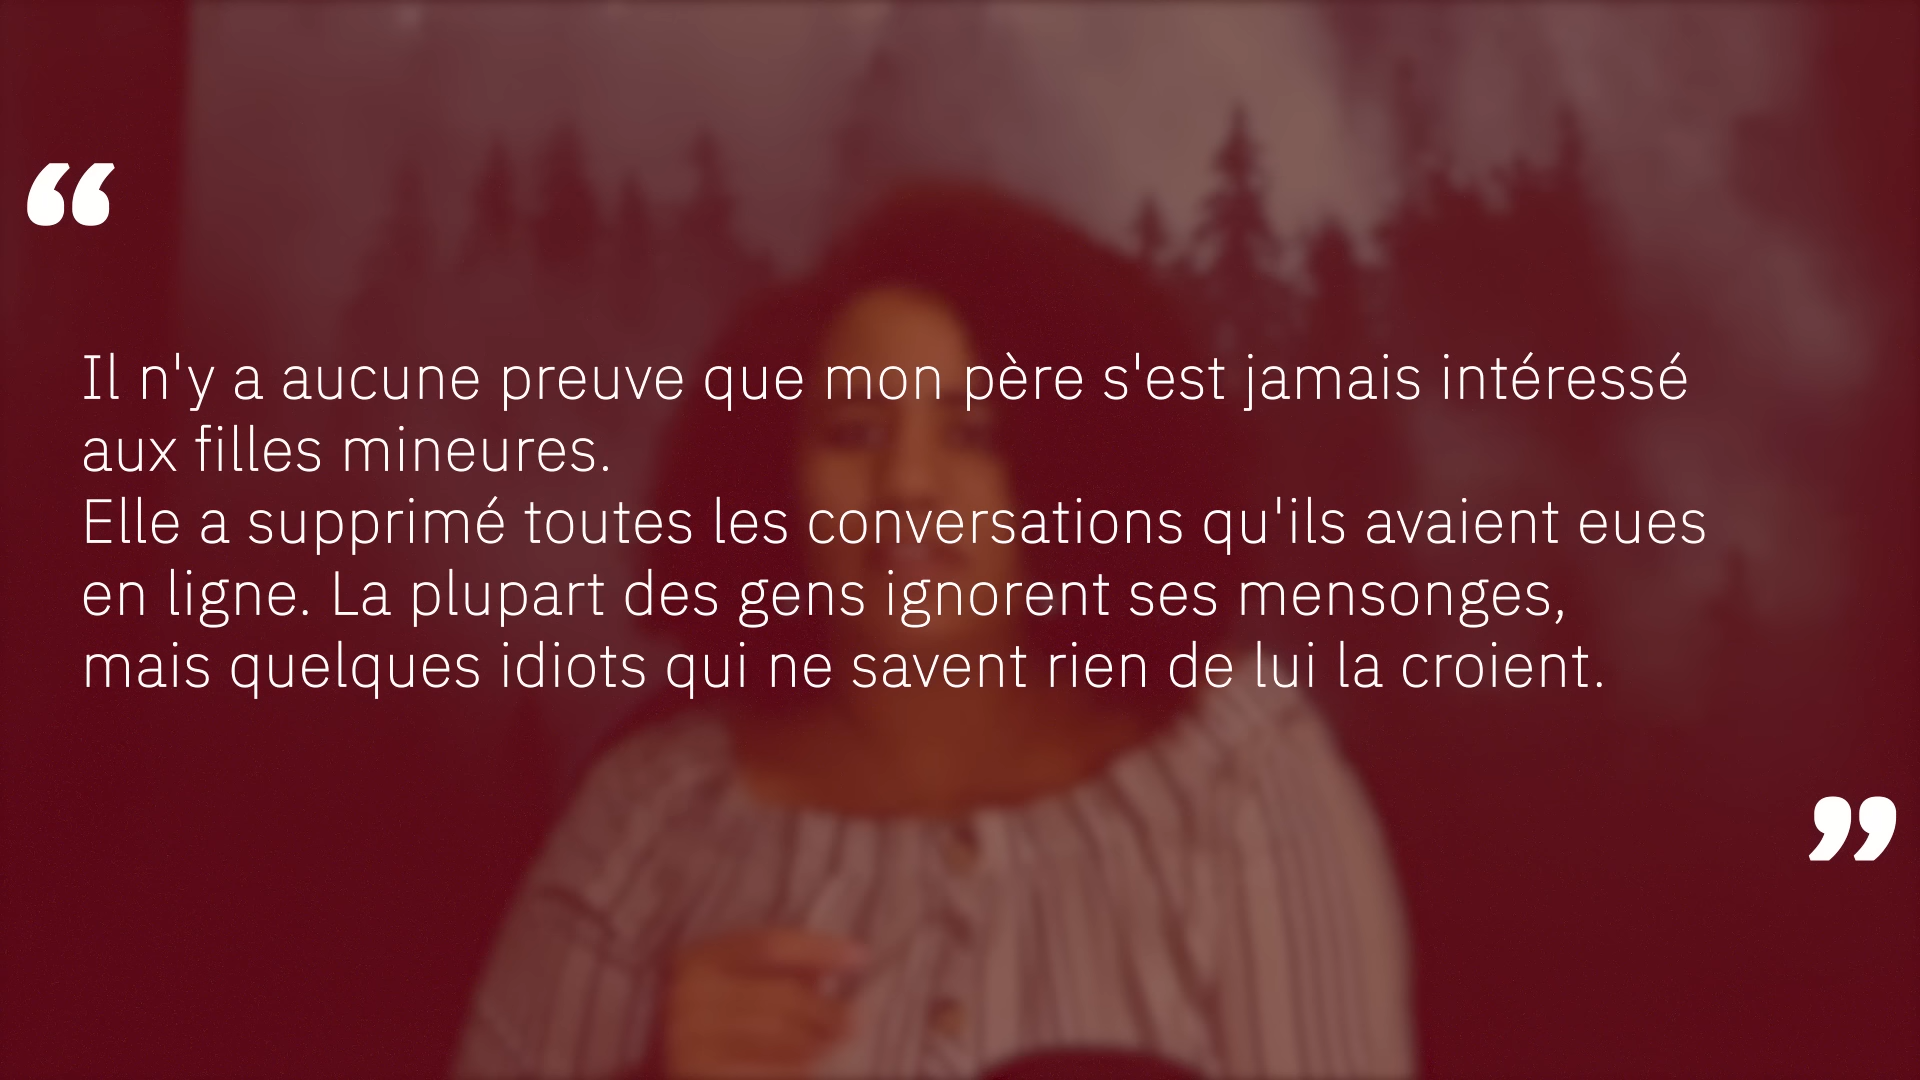 “
Il n'y a aucune preuve que mon père s'est jamais intéressé
aux filles mineures.
Elle a supprimé toutes les conversations qu'ils avaient eues
en ligne. La plupart des gens ignorent ses mensonges,
mais quelques idiots qui ne savent rien de lui la croient.
”